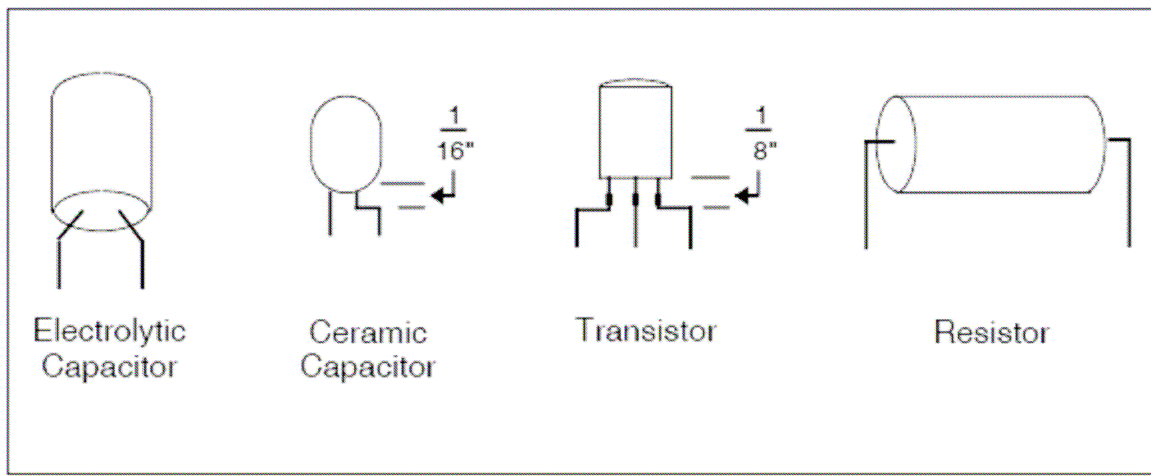 1
16"
1
8"
Electrolytic
Capacitor
Ceramic
Capacitor
Transistor
Resistor